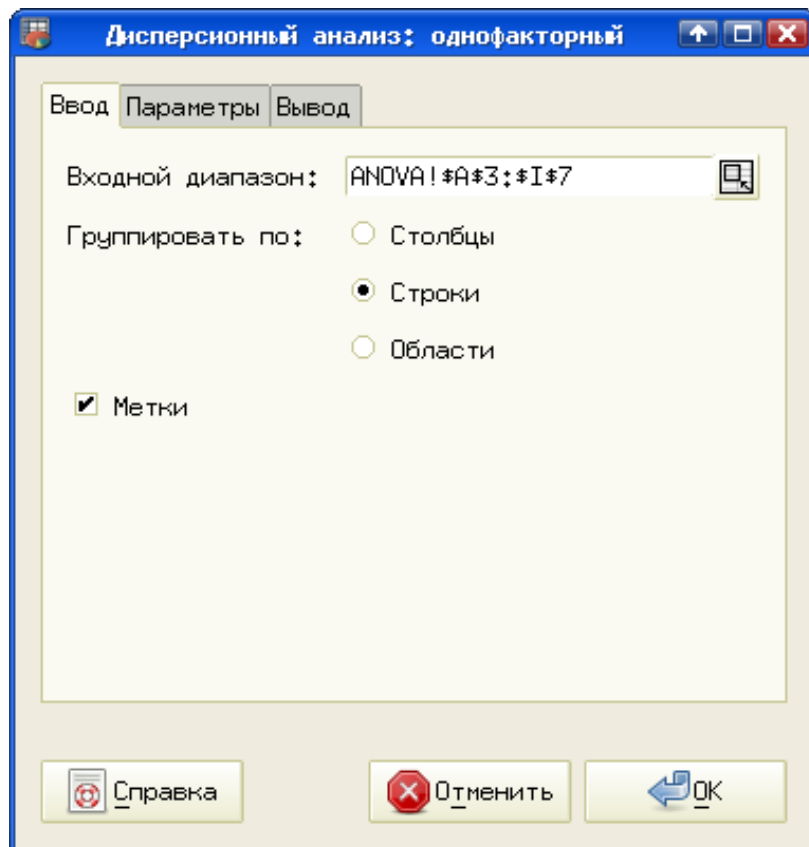 Дисперсионный анализ: однофакторный
Ввод Параметры Вывод
Входной диапазон: ANOVA!$A$3:$I$7
Группировать по: Столбцы
Строки
Области
Метки
Справка Отменить OK